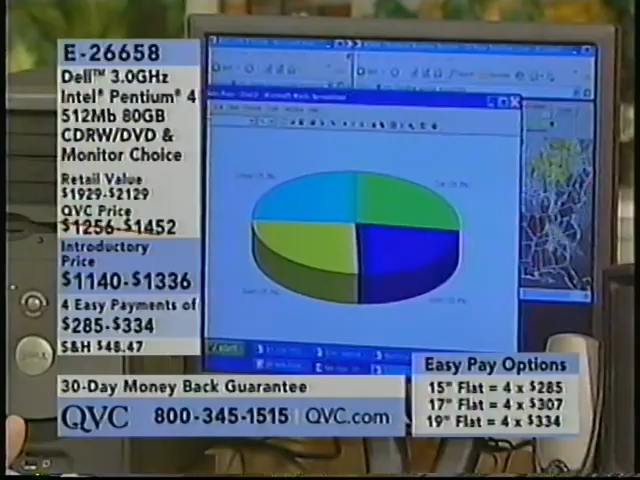 E-26658
Dell™ 3.0GHz
Intel® Pentium® 4
512Mb 80GB
CDRW/DVD &
Monitor Choice
Retail Value
$1929-$2129
QVC Price
$1256-$1452
Introductory
Price
$1140-$1336
4 Easy Payments of
$285-$334
S&H $48.47
Easy Pay Options
15" Flat = 4 x $285
17" Flat = 4 x $307
19" Flat = 4 x $334
30-Day Money Back Guarantee
QVC 800-345-1515 | QVC.com
DELL
start